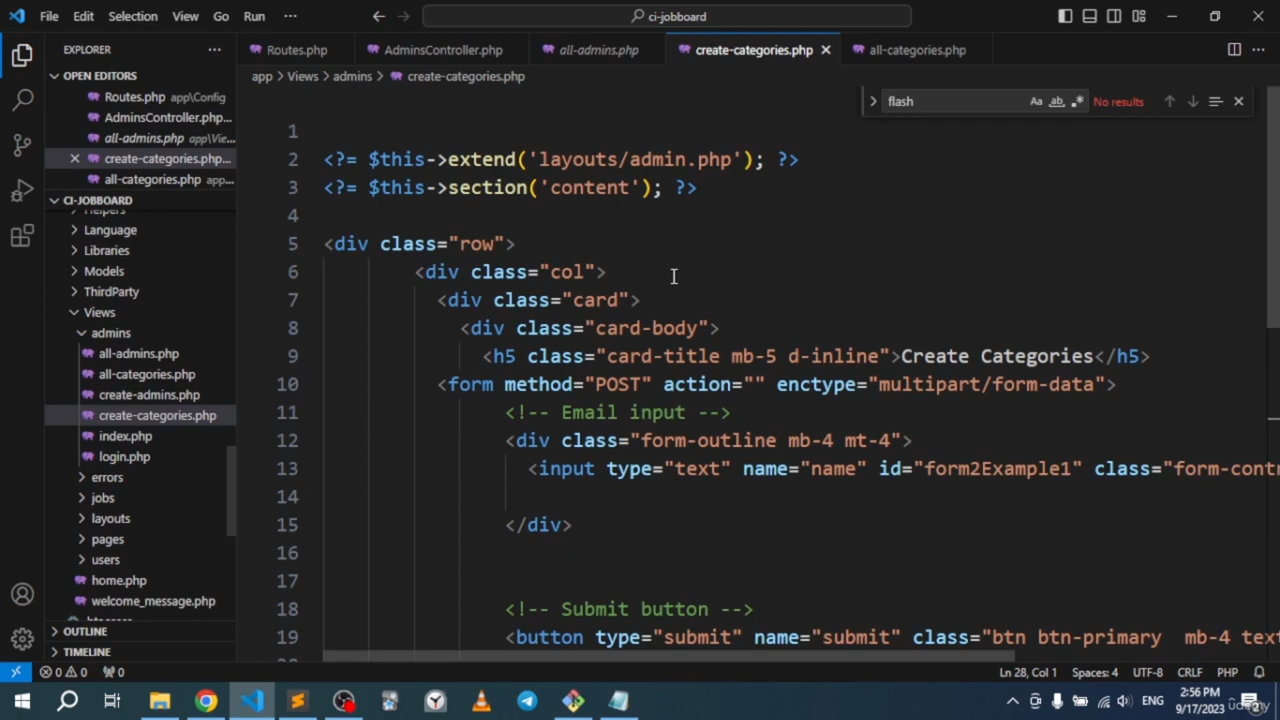 File Edit Selection View Go Run ··· ci-jobboard
EXPLORER ··· Routes.php AdminsController.php all-admins.php create-categories.php all-categories.php
OPEN EDITORS
Routes.php app\Config
AdminsController.php...
all-admins.php app\Vie...
create-categories.php...
all-categories.php app...
CI-JOBBOARD
Helpers
Language
Libraries
Models
ThirdParty
Views
admins
all-admins.php
all-categories.php
create-admins.php
create-categories.php
index.php
login.php
errors
jobs
layouts
pages
users
home.php
welcome_message.php
OUTLINE
TIMELINE
app > Views > admins > create-categories.php
flash Aa ab No results
1
2 <?= $this->extend('layouts/admin.php'); ?>
3 <?= $this->section('content'); ?>
4
5 <div class="row">
6 <div class="col">
7 <div class="card">
8 <div class="card-body">
9 <h5 class="card-title mb-5 d-inline">Create Categories</h5>
10 <form method="POST" action="" enctype="multipart/form-data">
11 <!-- Email input -->
12 <div class="form-outline mb-4 mt-4">
13 <input type="text" name="name" id="form2Example1" class="form-contr
14
15 </div>
16
17
18 <!-- Submit button -->
19 <button type="submit" name="submit" class="btn btn-primary mb-4 text
0 0 0 Ln 28, Col 1 Spaces: 4 UTF-8 CRLF PHP
ENG 2:56 PM
9/17/2023
udemy